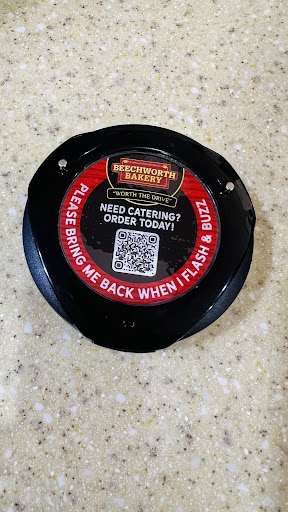 BEECHWORTH
BAKERY
"WORTH THE DRIVE"
NEED CATERING?
ORDER TODAY!
PLEASE BRING ME BACK WHEN I FLASH & BUZZ